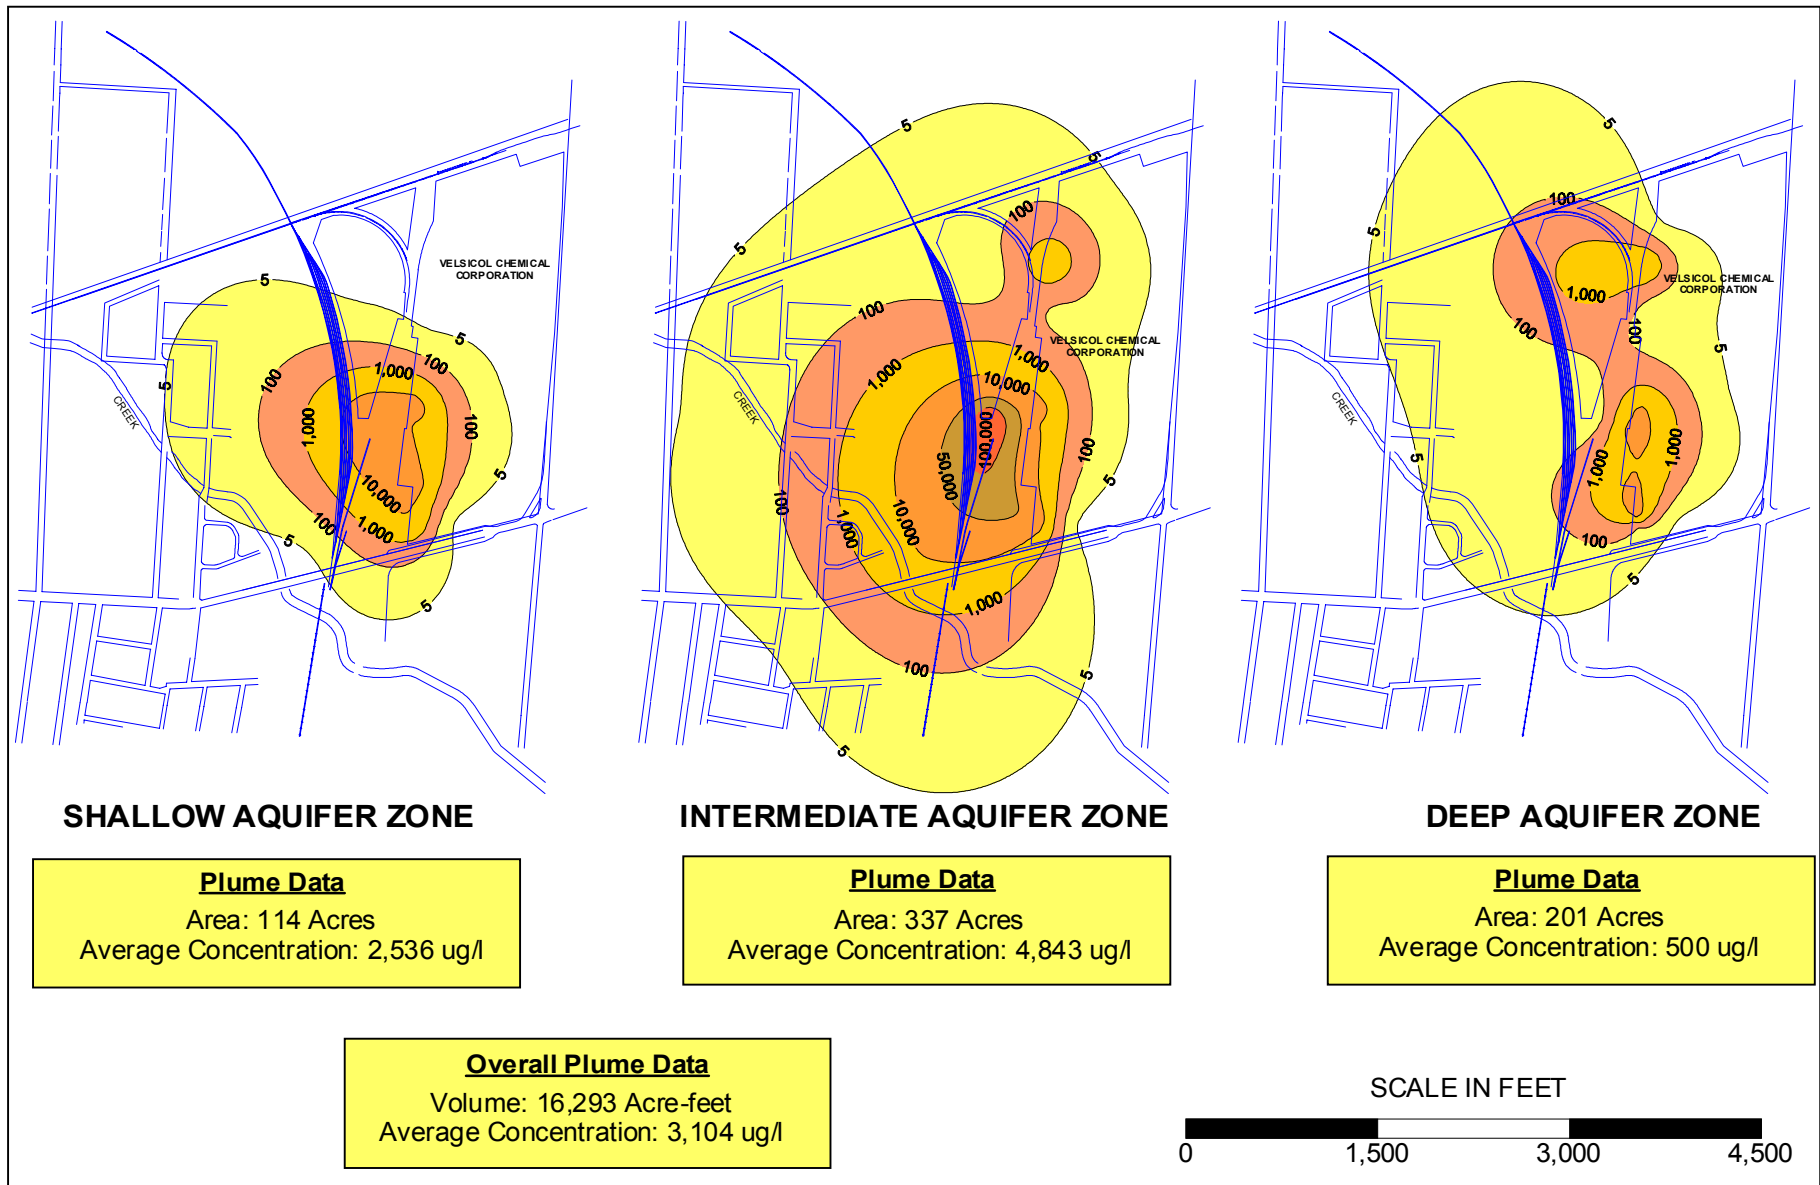 5
5
5
5
5
5
5
100
100
100
100
1,000
1,000
1,000
10,000
VELSICOL CHEMICAL
CORPORATION
CREEK
5
5
5
5
5
5
100
100
100
100
100
1,000
1,000
1,000
1,000
10,000
10,000
50,000
100,000
VELSICOL CHEMICAL
CORPORATION
CREEK
5
5
5
5
5
100
100
100
100
1,000
1,000
1,000
VELSICOL CHEMICAL
CORPORATION
CREEK
SHALLOW AQUIFER ZONE
INTERMEDIATE AQUIFER ZONE
DEEP AQUIFER ZONE
Plume Data
Area: 114 Acres
Average Concentration: 2,536 ug/l
Plume Data
Area: 337 Acres
Average Concentration: 4,843 ug/l
Plume Data
Area: 201 Acres
Average Concentration: 500 ug/l
Overall Plume Data
Volume: 16,293 Acre-feet
Average Concentration: 3,104 ug/l
SCALE IN FEET
0 1,500 3,000 4,500